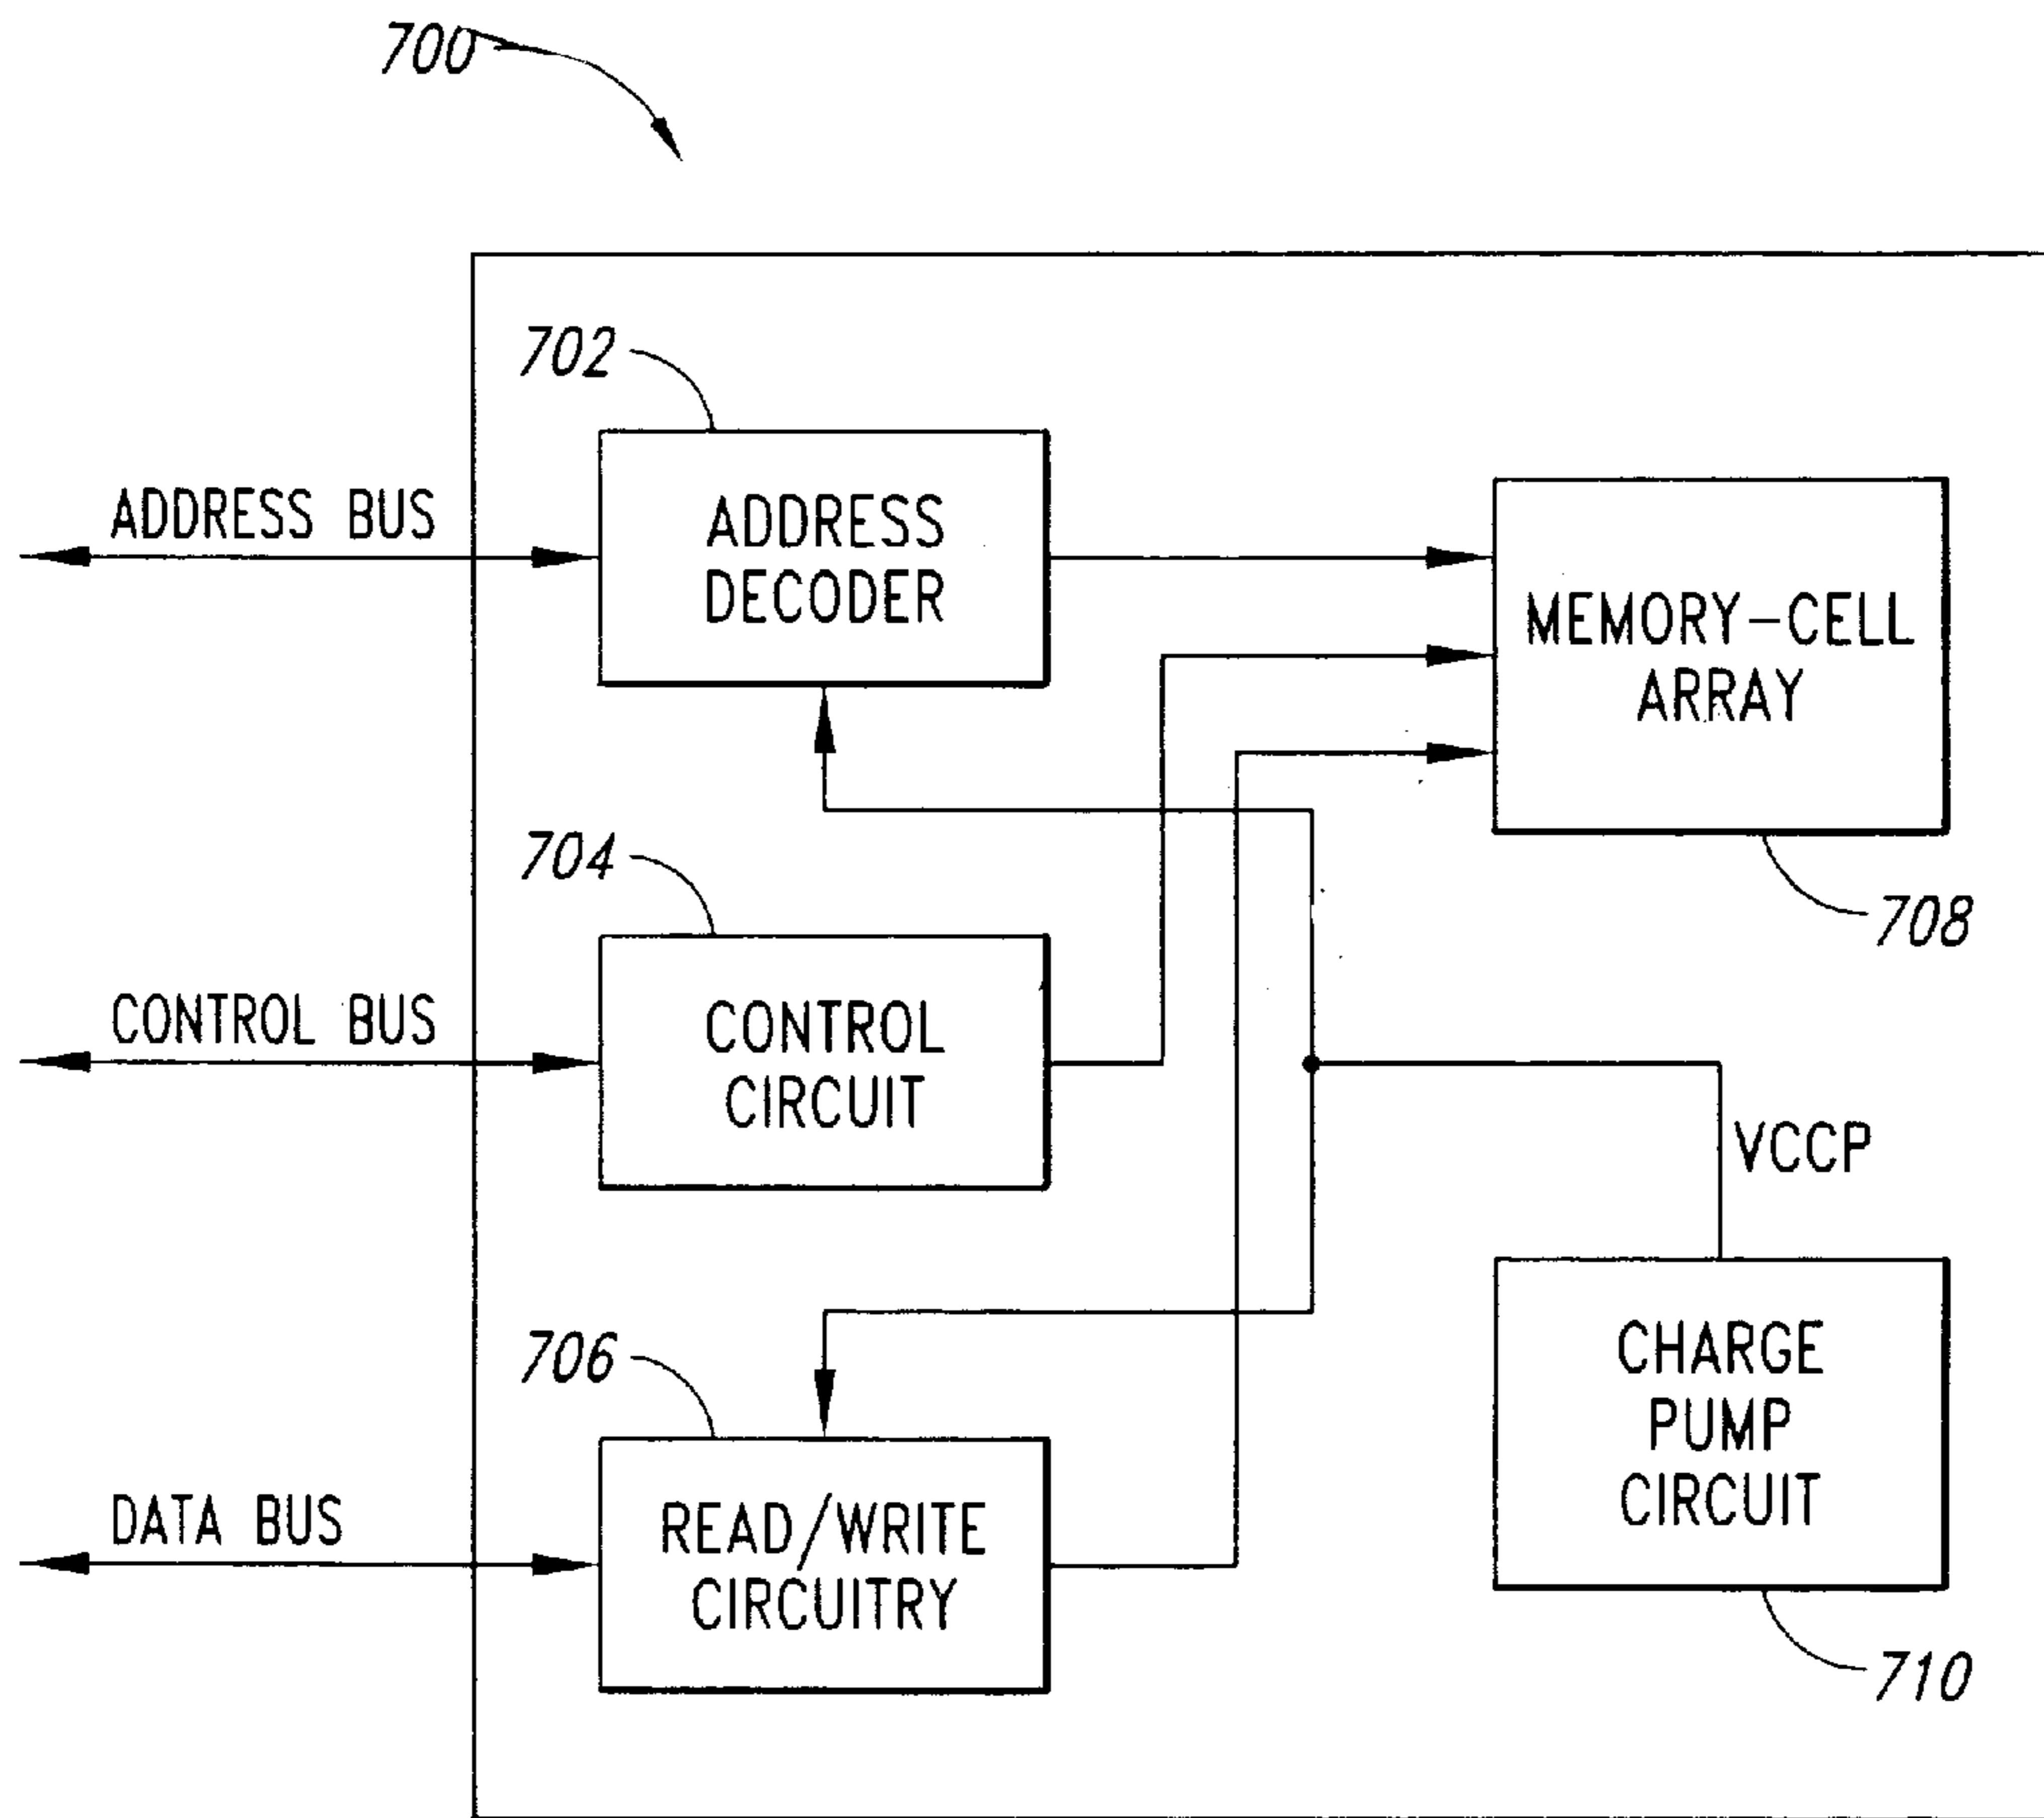 700
702
ADDRESS BUS
ADDRESS
DECODER
MEMORY-CELL
ARRAY
704
708
CONTROL BUS
CONTROL
CIRCUIT
VCCP
706
CHARGE
PUMP
CIRCUIT
DATA BUS
READ/WRITE
CIRCUITRY
710